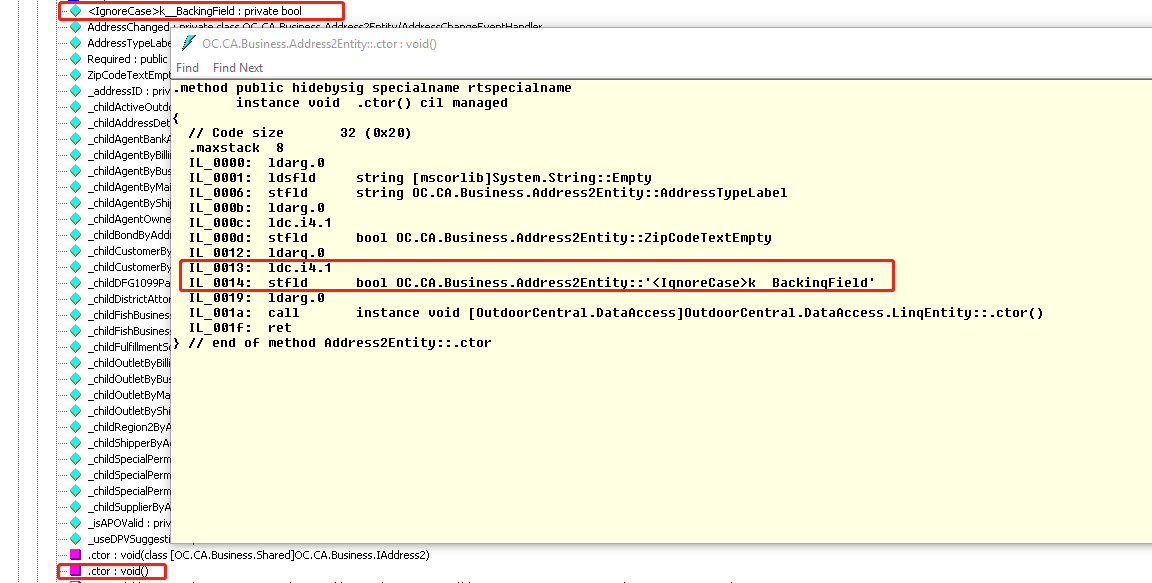 <IgnoreCase>k__BackingField : private bool
AddressChanged : private class OC.CA.Business.Address2Entity/AddressChangeEventHandler
AddressTypeLabe
OC.CA.Business.Address2Entity::.ctor : void()
Required : public
Find Find Next
ZipCodeTextEmpt
_addressID : priv
_childActiveOutdo
_childAddressDet
_childAgentBankA
_childAgentByBilli
_childAgentByBus
_childAgentByMai
_childAgentByShip
_childAgentOwne
_childBondByAddr
_childCustomerBy
_childCustomerBy
_childDFG1099Pa
_childDistrictAttor
_childFishBusines
_childFishBusines
_childFulfillmentSc
_childOutletByBilli
_childOutletByBus
_childOutletByMa
_childOutletByShi
_childRegion2ByA
_childShipperByAd
_childSpecialPerm
_childSpecialPerm
_childSpecialPerm
_childSupplierByA
_isAPOValid : priv
_useDPVSuggesti
.method public hidebysig specialname rtspecialname
instance void .ctor() cil managed
{
// Code size 32 (0x20)
.maxstack 8
IL_0000: ldarg.0
IL_0001: ldsfld string [mscorlib]System.String::Empty
IL_0006: stfld string OC.CA.Business.Address2Entity::AddressTypeLabel
IL_000b: ldarg.0
IL_000c: ldc.i4.1
IL_000d: stfld bool OC.CA.Business.Address2Entity::ZipCodeTextEmpty
IL_0012: ldarg.0
IL_0013: ldc.i4.1
IL_0014: stfld bool OC.CA.Business.Address2Entity::'<IgnoreCase>k__BackingField'
IL_0019: ldarg.0
IL_001a: call instance void [OutdoorCentral.DataAccess]OutdoorCentral.DataAccess.LinqEntity::.ctor()
IL_001f: ret
} // end of method Address2Entity::.ctor
.ctor : void(class [OC.CA.Business.Shared]OC.CA.Business.IAddress2)
.ctor : void()